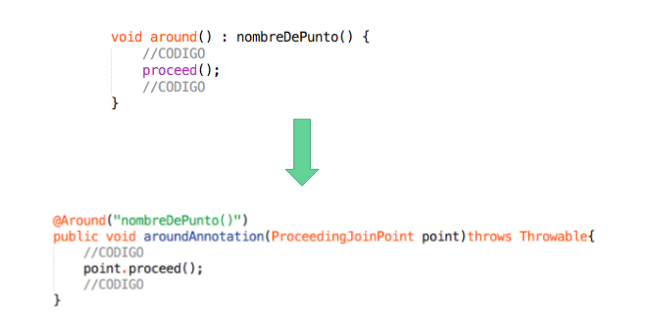 void around() : nombreDePunto() {
//CODIGO
proceed();
//CODIGO
}
@Around("nombreDePunto()")
public void aroundAnnotation(ProceedingJoinPoint point)throws Throwable{
//CODIGO
point.proceed();
//CODIGO
}